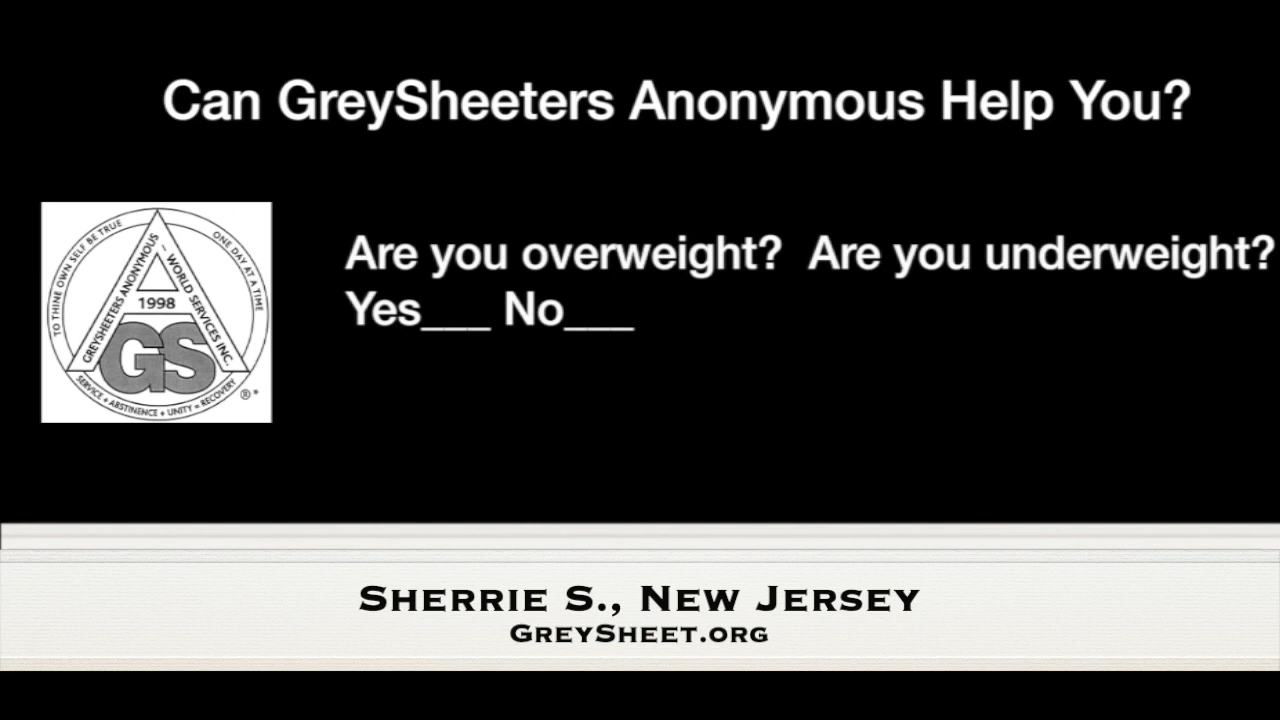 Can GreySheeters Anonymous Help You?
TO THINE OWN SELF BE TRUE
ONE DAY AT A TIME
GREYSHEETERS ANONYMOUS ~ WORLD SERVICES INC.
1998
GS
SERVICE + ABSTINENCE + UNITY = RECOVERY
®*
Are you overweight?  Are you underweight?
Yes___ No___
SHERRIE S., NEW JERSEY
GREYSHEET.ORG